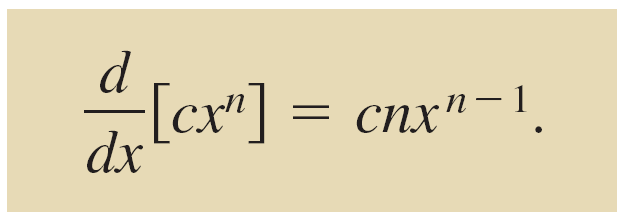 d/dx [cxⁿ] = cnxⁿ⁻¹.